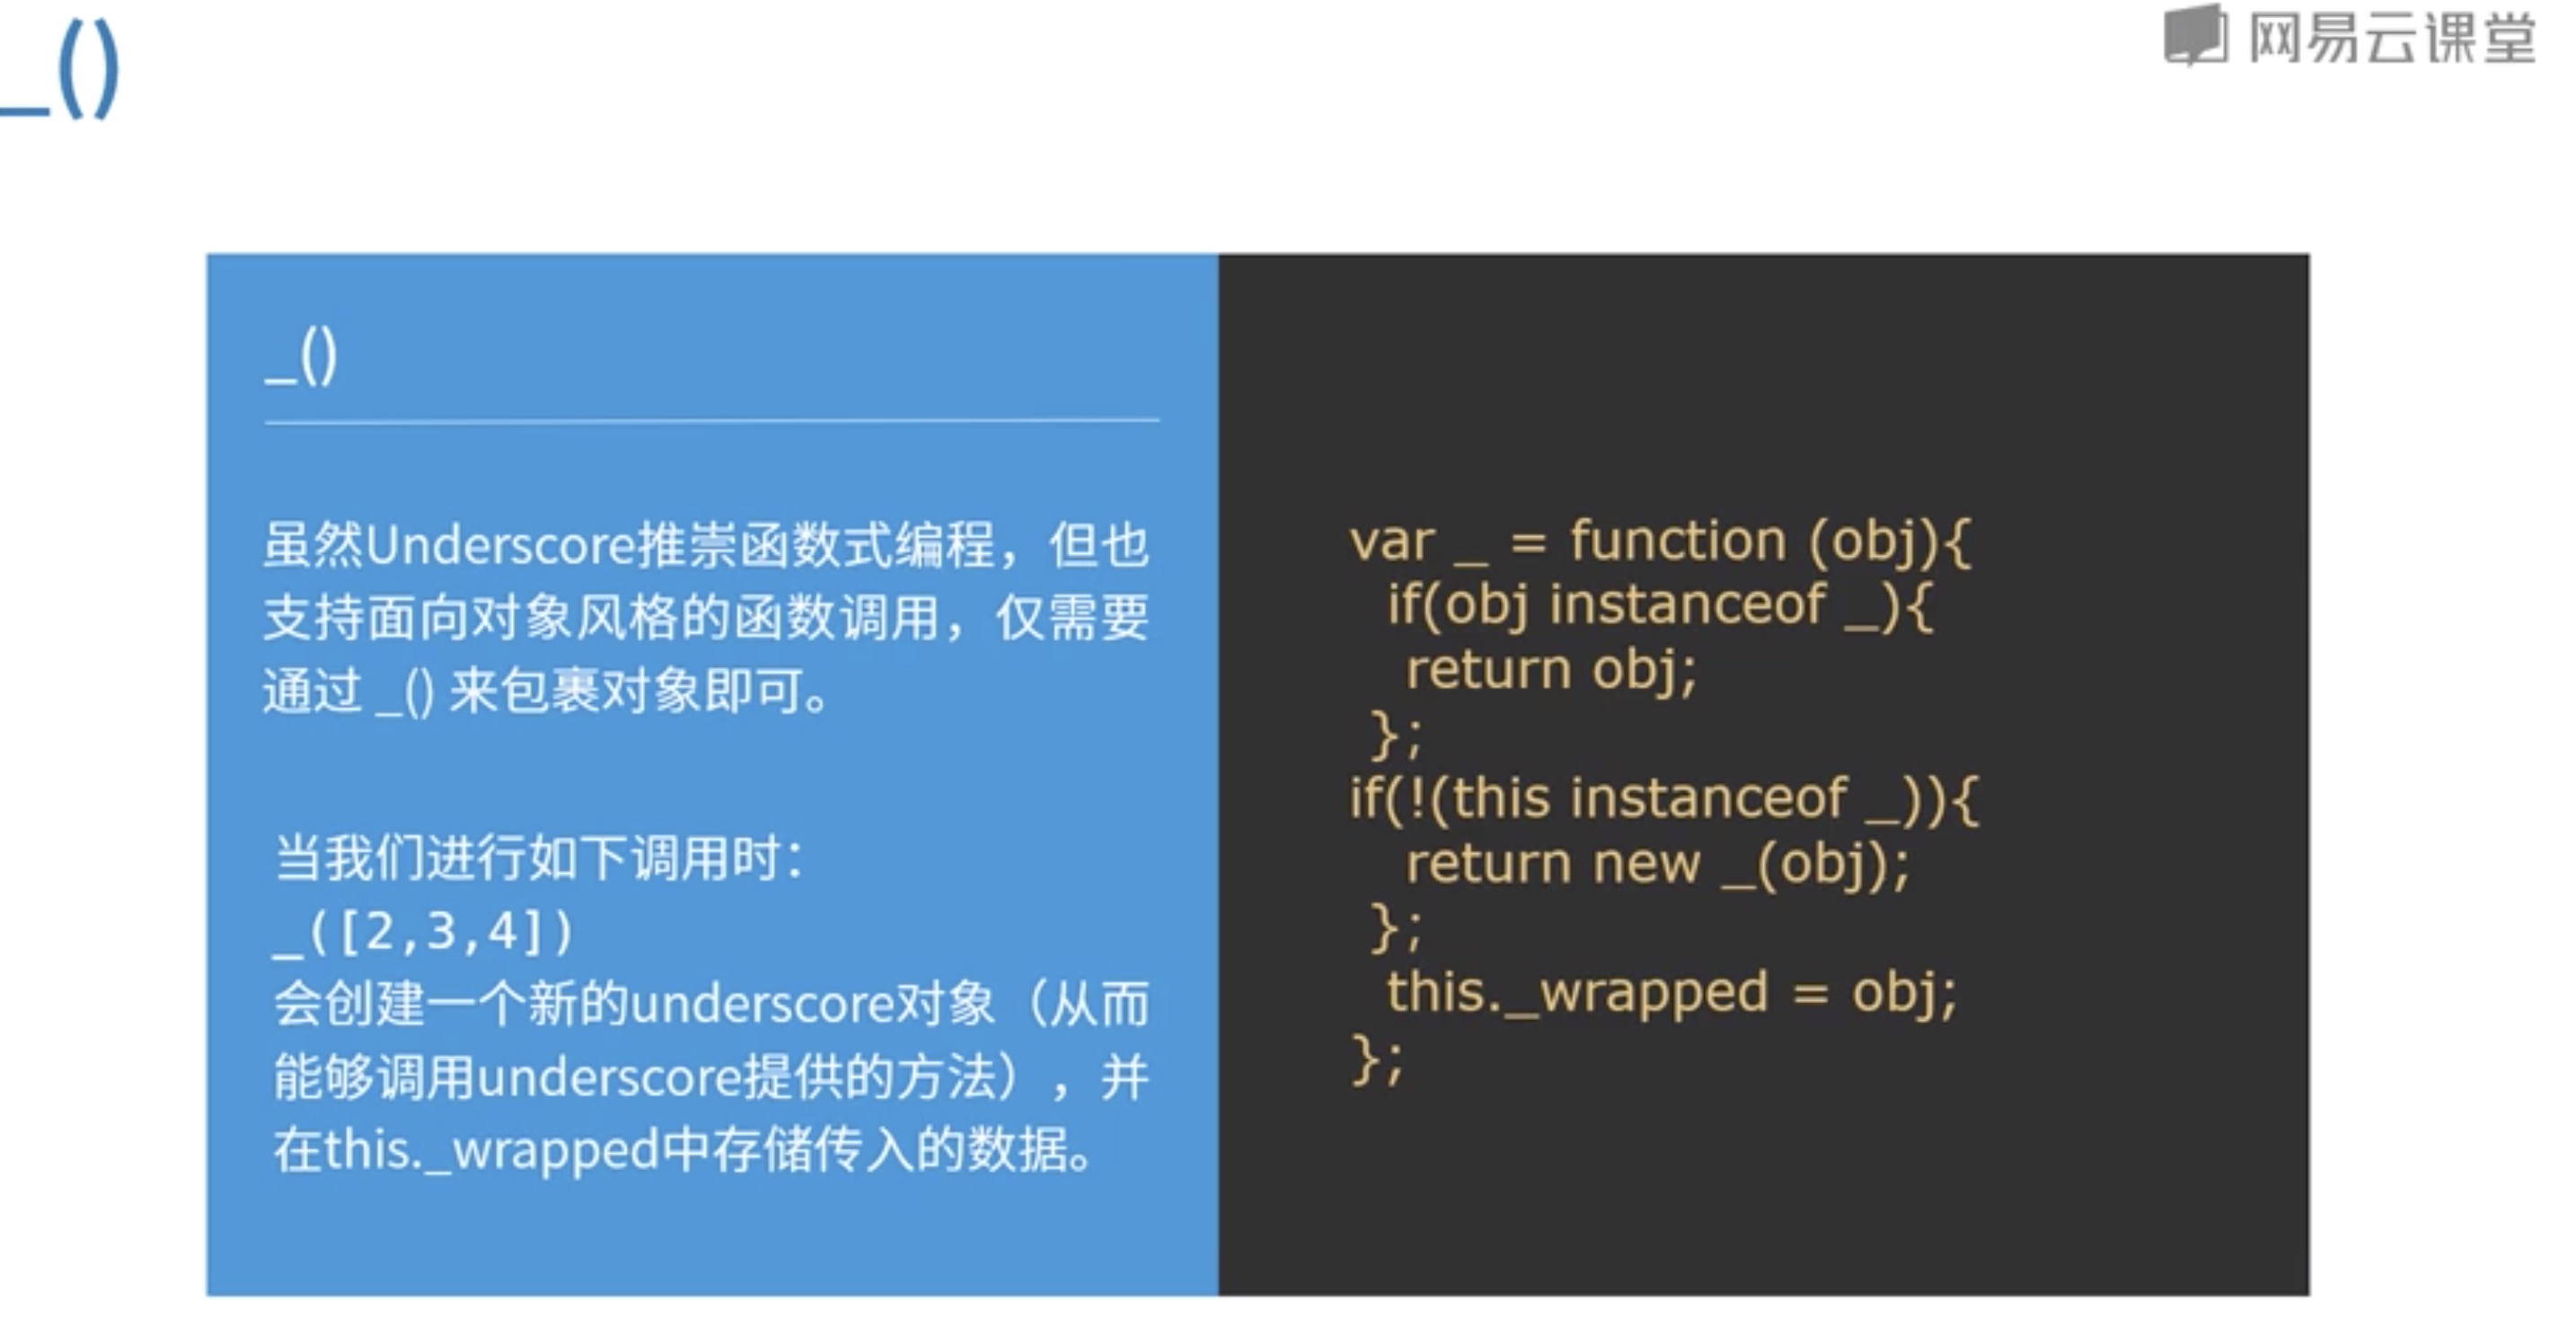 _()
网易云课堂
_()
虽然Underscore推崇函数式编程，但也
支持面向对象风格的函数调用，仅需要
通过 _() 来包裹对象即可。
当我们进行如下调用时：
_([2,3,4])
会创建一个新的underscore对象（从而
能够调用underscore提供的方法），并
在this._wrapped中存储传入的数据。
var _ = function (obj){
if(obj instanceof _){
return obj;
};
if(!(this instanceof _)){
return new _(obj);
};
this._wrapped = obj;
};